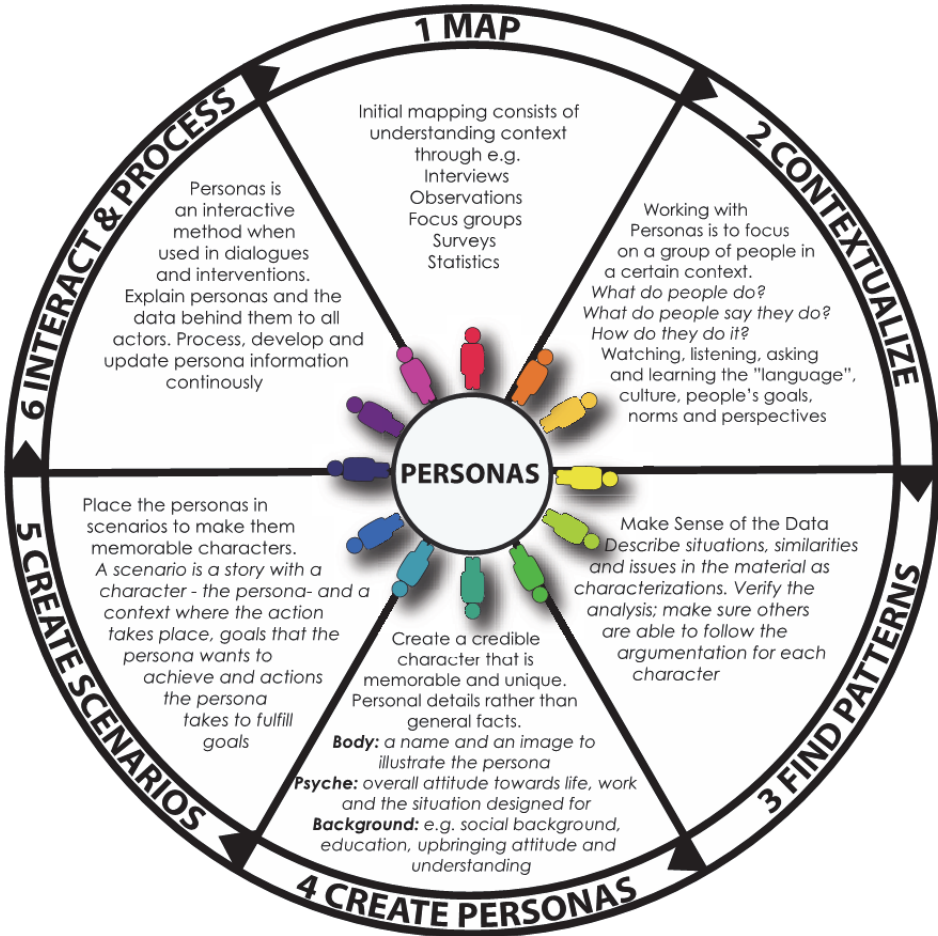 1 MAP
Initial mapping consists of
understanding context
through e.g.
Interviews
Observations
Focus groups
Surveys
Statistics
2 CONTEXTUALIZE
Working with
Personas is to focus
on a group of people in
a certain context.
What do people do?
What do people say they do?
How do they do it?
Watching, listening, asking
and learning the "language",
culture, people's goals,
norms and perspectives
3 FIND PATTERNS
Make Sense of the Data
Describe situations, similarities
and issues in the material as
characterizations. Verify the
analysis; make sure others
are able to follow the
argumentation for each
character
4 CREATE PERSONAS
Create a credible
character that is
memorable and unique.
Personal details rather than
general facts.
Body: a name and an image to
illustrate the persona
Psyche: overall attitude towards life, work
and the situation designed for
Background: e.g. social background,
education, upbringing attitude and
understanding
5 CREATE SCENARIOS
Place the personas in
scenarios to make them
memorable characters.
A scenario is a story with a
character - the persona- and a
context where the action
takes place, goals that the
persona wants to
achieve and actions
the persona
takes to fulfill
goals
6 INTERACT & PROCESS
Personas is
an interactive
method when
used in dialogues
and interventions.
Explain personas and the
data behind them to all
actors. Process, develop and
update persona information
continously
PERSONAS